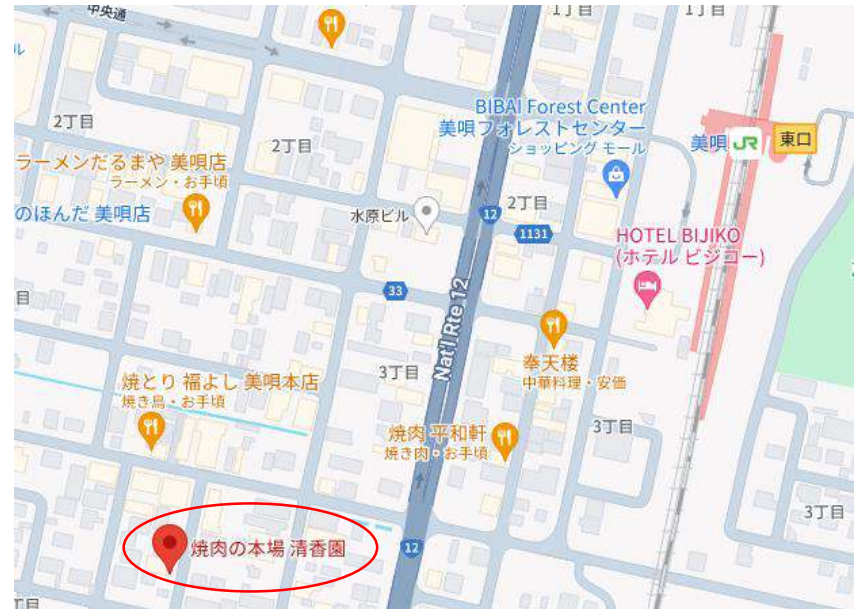 中央通
1丁目
1丁目
ル
2丁目
BIBAI Forest Center
美唄フォレストセンター
ショッピング モール
美唄 JR 東口
2丁目
ラーメンだるまや 美唄店
ラーメン・お手頃
のほんだ 美唄店
水原ビル
12
2丁目
1131
HOTEL BIJIKO
(ホテル ビジコー)
33
目
Nat'l Rte 12
3丁目
奉天楼
中華料理・安価
焼とり 福よし 美唄本店
焼き鳥・お手頃
焼肉 平和軒
焼き肉・お手頃
3丁目
3丁目
焼肉の本場 清香園
12
丁目